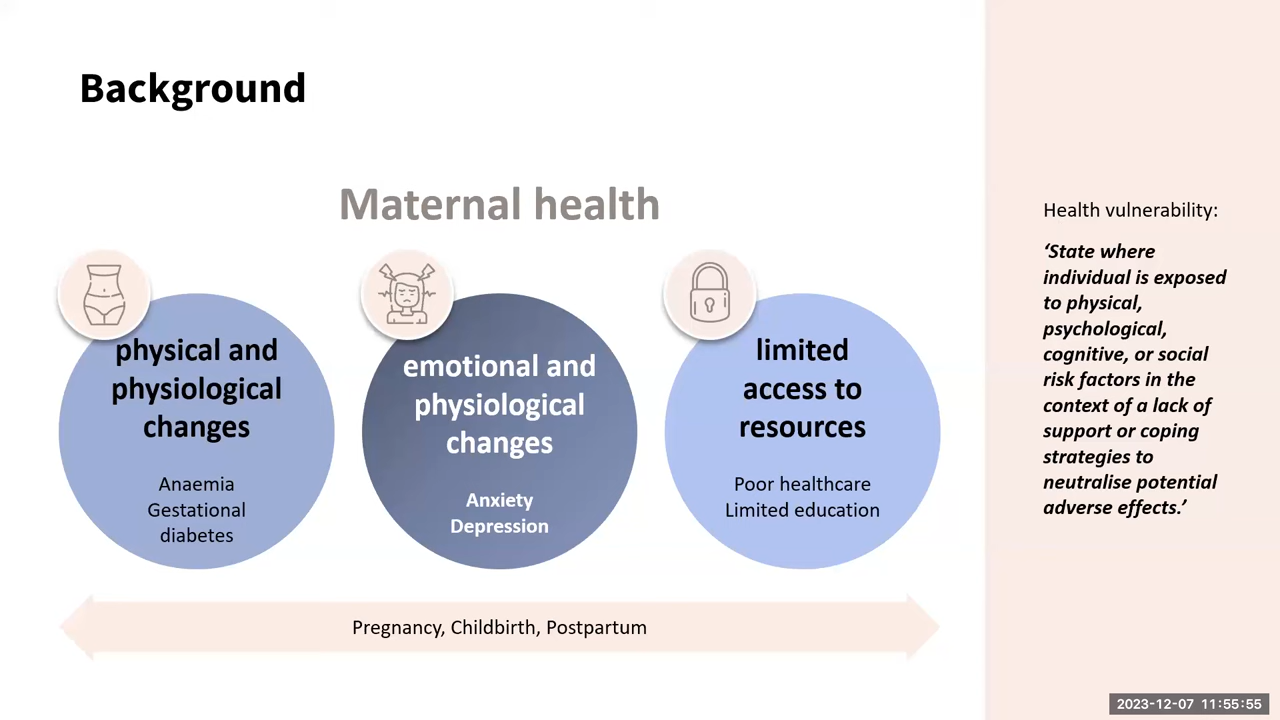 Background
Maternal health
physical and
physiological
changes
Anaemia
Gestational
diabetes
emotional and
physiological
changes
Anxiety
Depression
limited
access to
resources
Poor healthcare
Limited education
Pregnancy, Childbirth, Postpartum
Health vulnerability:
‘State where
individual is exposed
to physical,
psychological,
cognitive, or social
risk factors in the
context of a lack of
support or coping
strategies to
neutralise potential
adverse effects.’
2023-12-07 11:55:55